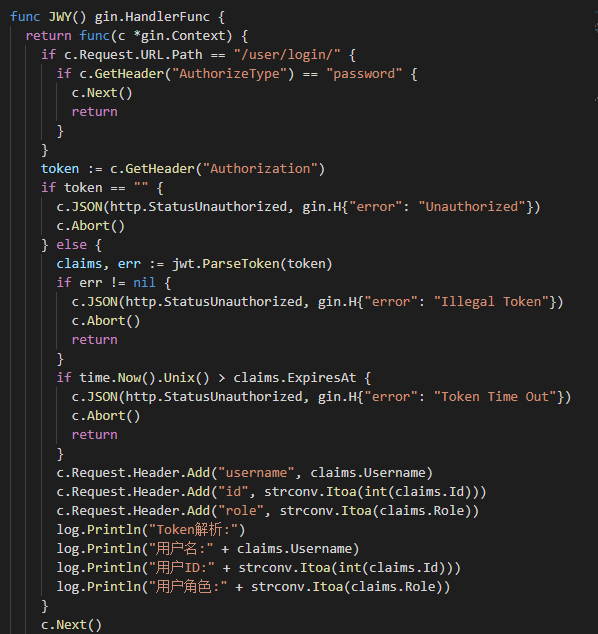 func JWY() gin.HandlerFunc {
  return func(c *gin.Context) {
    if c.Request.URL.Path == "/user/login/" {
      if c.GetHeader("AuthorizeType") == "password" {
        c.Next()
        return
      }
    }
    token := c.GetHeader("Authorization")
    if token == "" {
      c.JSON(http.StatusUnauthorized, gin.H{"error": "Unauthorized"})
      c.Abort()
    } else {
      claims, err := jwt.ParseToken(token)
      if err != nil {
        c.JSON(http.StatusUnauthorized, gin.H{"error": "Illegal Token"})
        c.Abort()
        return
      }
      if time.Now().Unix() > claims.ExpiresAt {
        c.JSON(http.StatusUnauthorized, gin.H{"error": "Token Time Out"})
        c.Abort()
        return
      }
      c.Request.Header.Add("username", claims.Username)
      c.Request.Header.Add("id", strconv.Itoa(int(claims.Id)))
      c.Request.Header.Add("role", strconv.Itoa(claims.Role))
      log.Println("Token解析:")
      log.Println("用户名:" + claims.Username)
      log.Println("用户ID:" + strconv.Itoa(int(claims.Id)))
      log.Println("用户角色:" + strconv.Itoa(claims.Role))
    }
    c.Next()